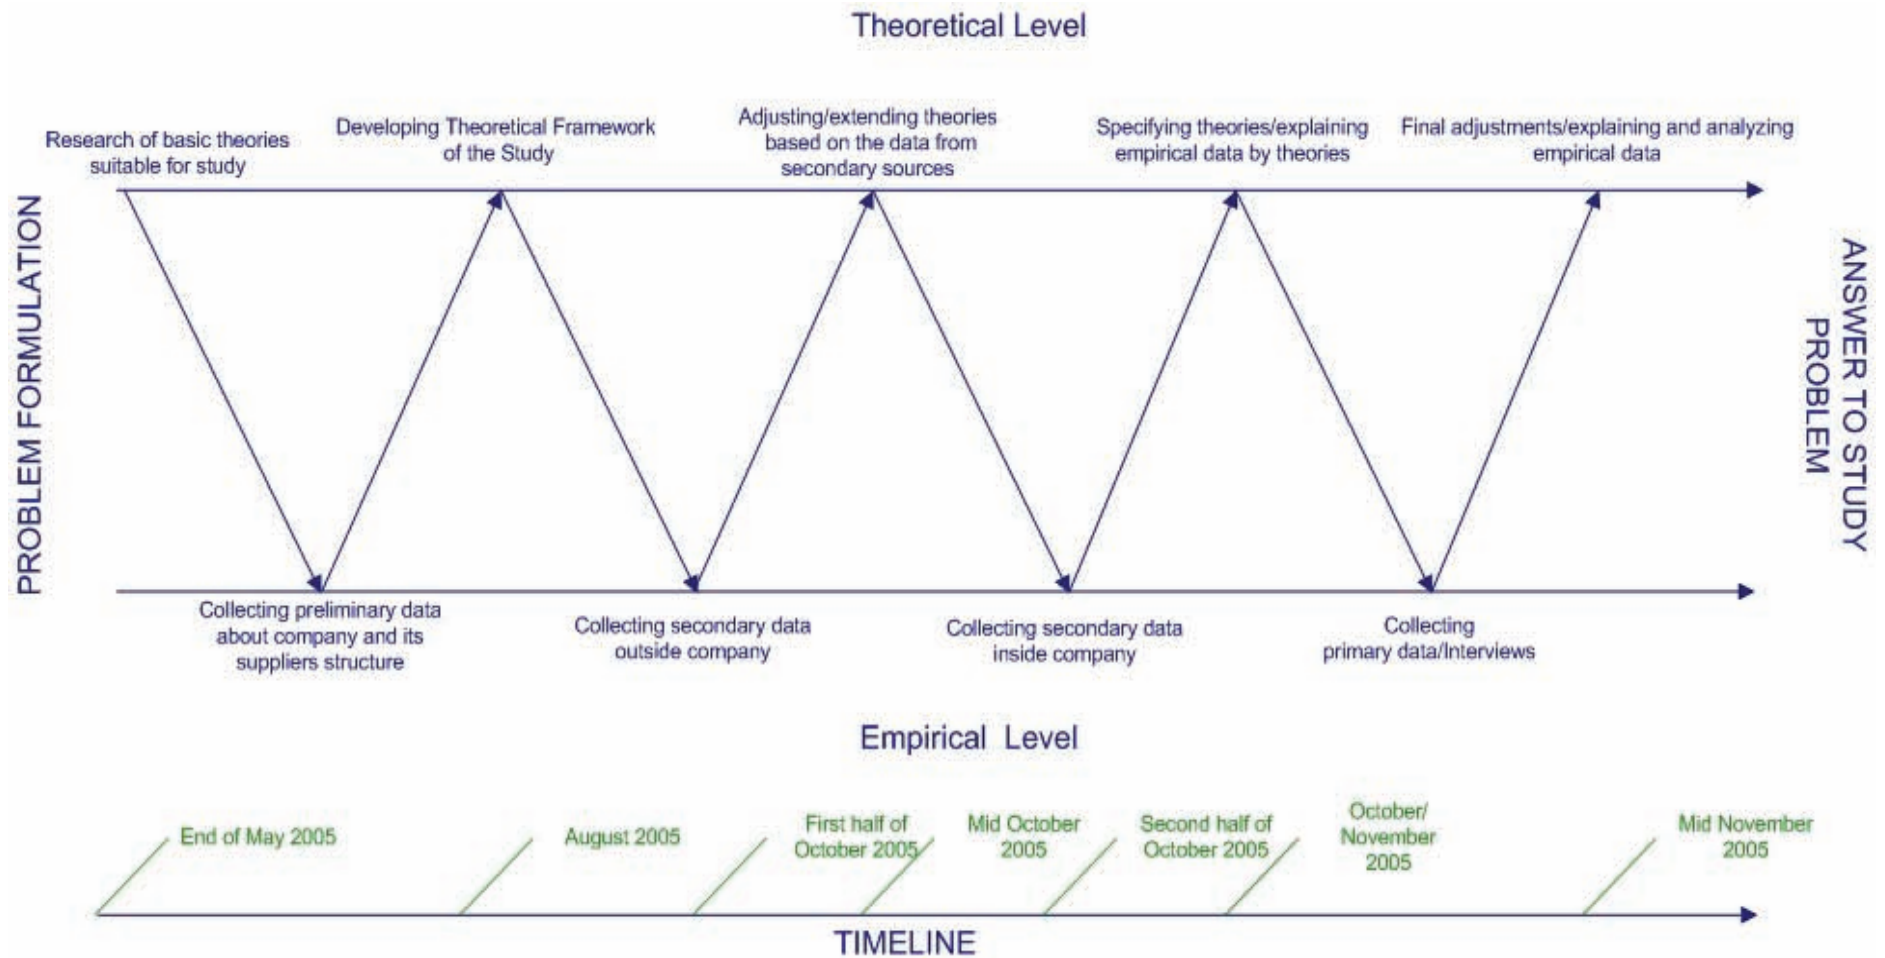 Theoretical Level
Research of basic theories
suitable for study
Developing Theoretical Framework
of the Study
Adjusting/extending theories
based on the data from
secondary sources
Specifying theories/explaining
empirical data by theories
Final adjustments/explaining and analyzing
empirical data
PROBLEM FORMULATION
ANSWER TO STUDY
PROBLEM
Collecting preliminary data
about company and its
suppliers structure
Collecting secondary data
outside company
Collecting secondary data
inside company
Collecting
primary data/Interviews
Empirical Level
End of May 2005
August 2005
First half of
October 2005
Mid October
2005
Second half of
October 2005
October/
November
2005
Mid November
2005
TIMELINE